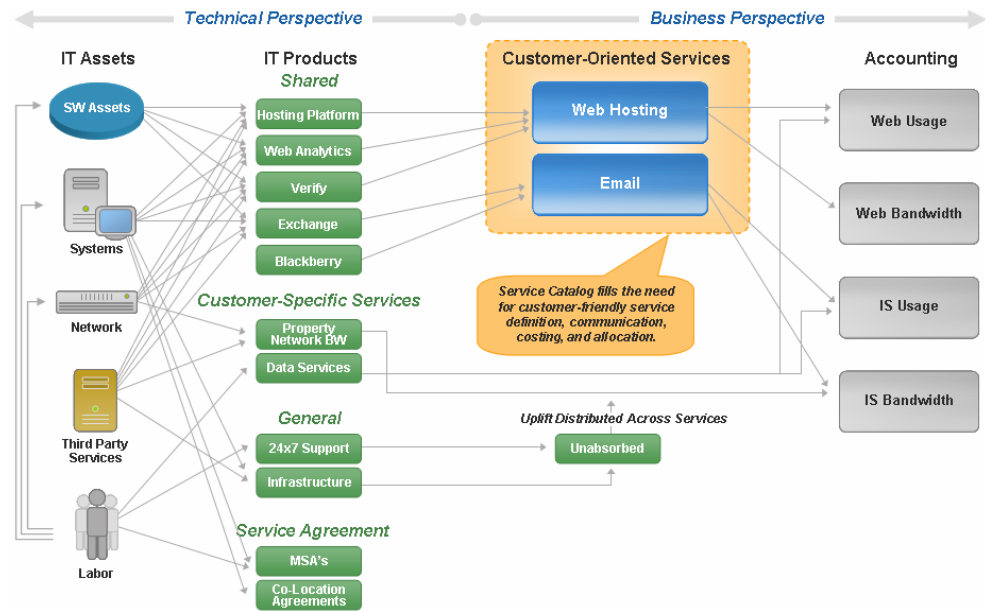 Technical Perspective
Business Perspective
IT Assets
IT Products
Customer-Oriented Services
Accounting
Shared
SW Assets
Hosting Platform
Web Analytics
Verify
Exchange
Blackberry
Web Hosting
Email
Web Usage
Web Bandwidth
IS Usage
IS Bandwidth
Systems
Network
Third Party
Services
Labor
Customer-Specific Services
Property
Network BW
Data Services
Service Catalog fills the need
for customer-friendly service
definition, communication,
costing, and allocation.
General
24x7 Support
Infrastructure
Uplift Distributed Across Services
Unabsorbed
Service Agreement
MSA's
Co-Location
Agreements